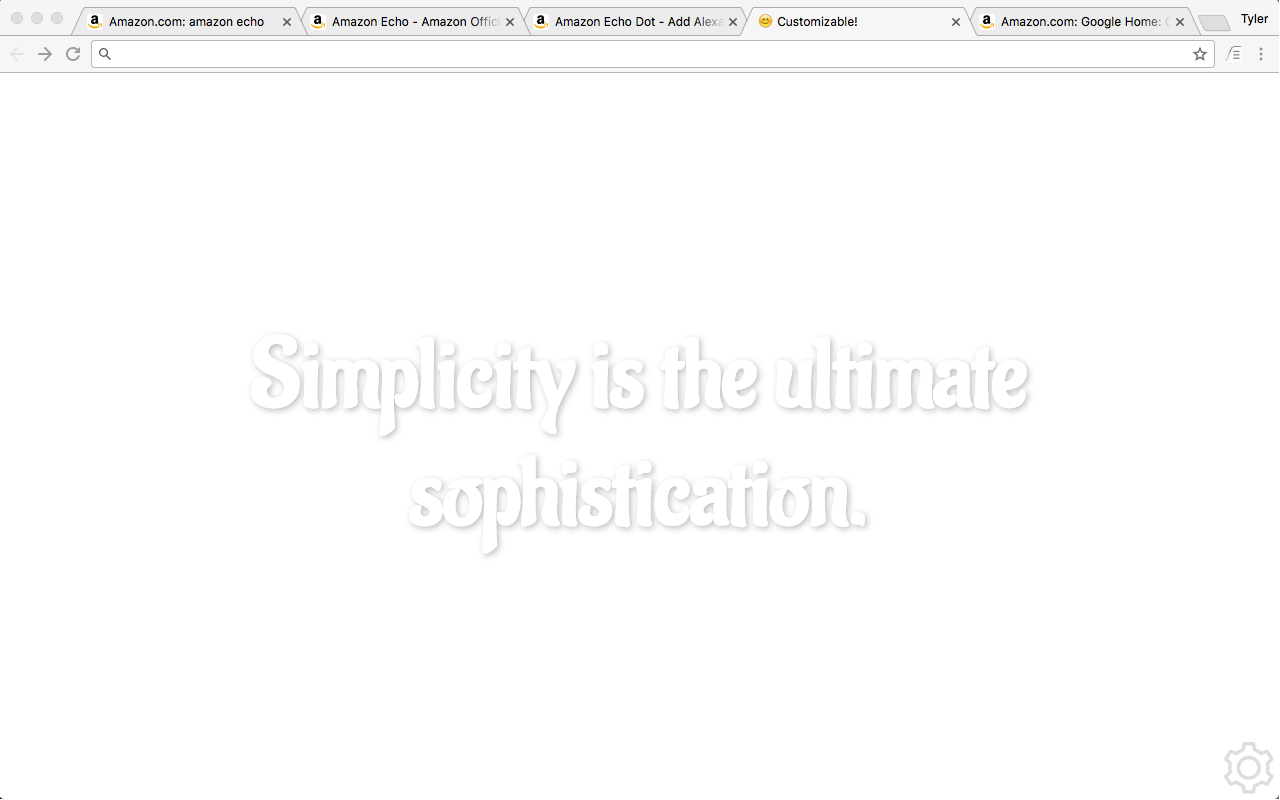 Amazon.com: amazon echo
Amazon Echo - Amazon Offici
Amazon Echo Dot - Add Alexa
Customizable!
Amazon.com: Google Home:
Tyler
Simplicity is the ultimate
sophistication.